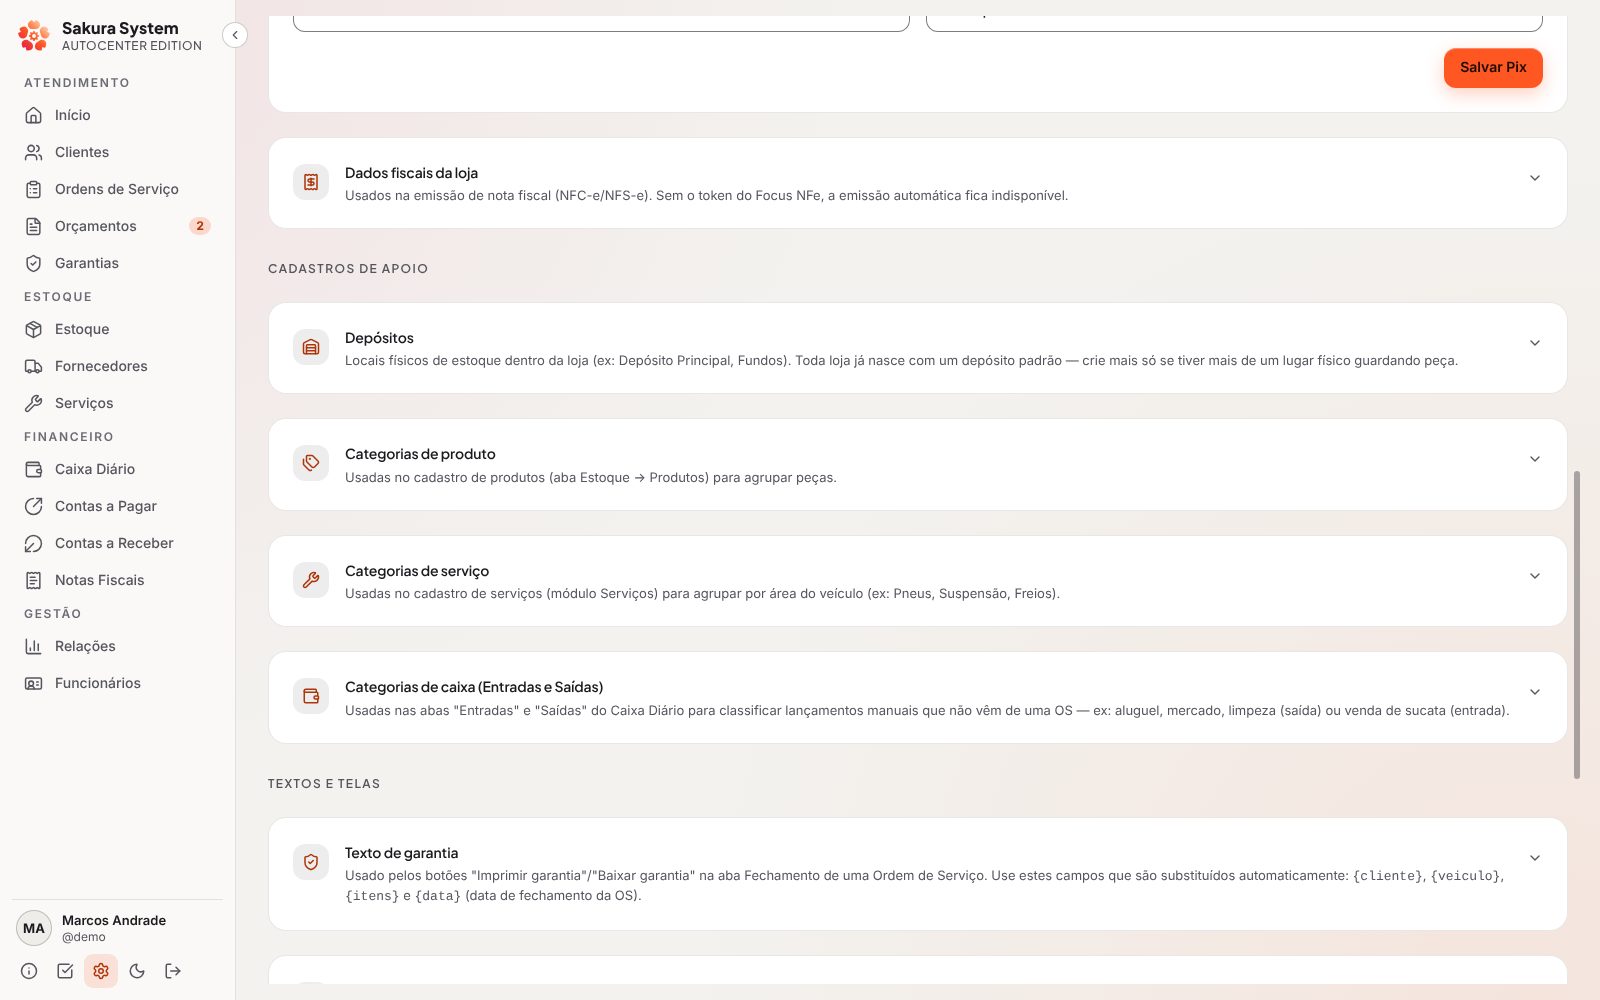 Sakura System
AUTOCENTER EDITION
ATENDIMENTO
Início
Clientes
Ordens de Serviço
Orçamentos
2
Garantias
ESTOQUE
Estoque
Fornecedores
Serviços
FINANCEIRO
Caixa Diário
Contas a Pagar
Contas a Receber
Notas Fiscais
GESTÃO
Relações
Funcionários
MA
Marcos Andrade
@demo
Salvar Pix
Dados fiscais da loja
Usados na emissão de nota fiscal (NFC-e/NFS-e). Sem o token do Focus NFe, a emissão automática fica indisponível.
CADASTROS DE APOIO
Depósitos
Locais físicos de estoque dentro da loja (ex: Depósito Principal, Fundos). Toda loja já nasce com um depósito padrão — crie mais só se tiver mais de um lugar físico guardando peça.
Categorias de produto
Usadas no cadastro de produtos (aba Estoque → Produtos) para agrupar peças.
Categorias de serviço
Usadas no cadastro de serviços (módulo Serviços) para agrupar por área do veículo (ex: Pneus, Suspensão, Freios).
Categorias de caixa (Entradas e Saídas)
Usadas nas abas "Entradas" e "Saídas" do Caixa Diário para classificar lançamentos manuais que não vêm de uma OS — ex: aluguel, mercado, limpeza (saída) ou venda de sucata (entrada).
TEXTOS E TELAS
Texto de garantia
Usado pelos botões "Imprimir garantia"/"Baixar garantia" na aba Fechamento de uma Ordem de Serviço. Use estes campos que são substituídos automaticamente: {cliente}, {veiculo},
{itens} e {data} (data de fechamento da OS).